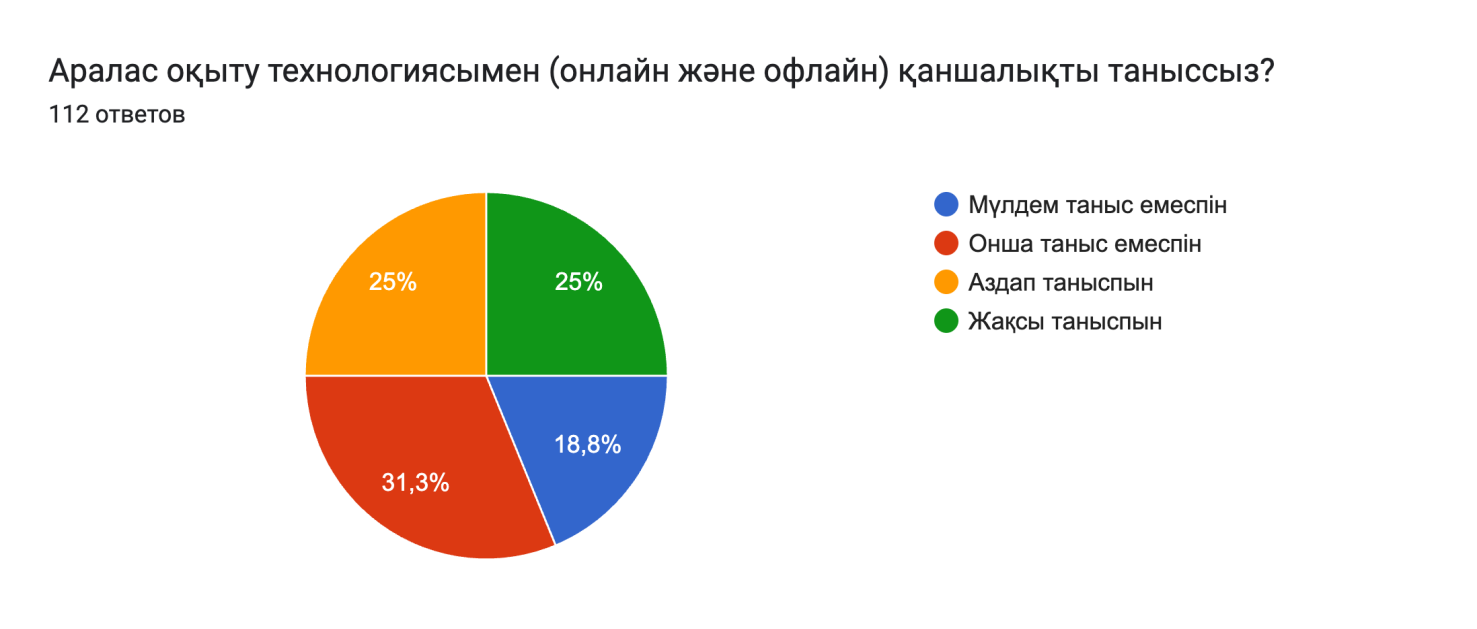 Аралас оқыту технологиясымен (онлайн және офлайн) қаншалықты таныссыз?
112 ответов
25%
25%
18,8%
31,3%
Мүлдем таныс емеспін
Онша таныс емеспін
Аздап таныспын
Жақсы таныспын